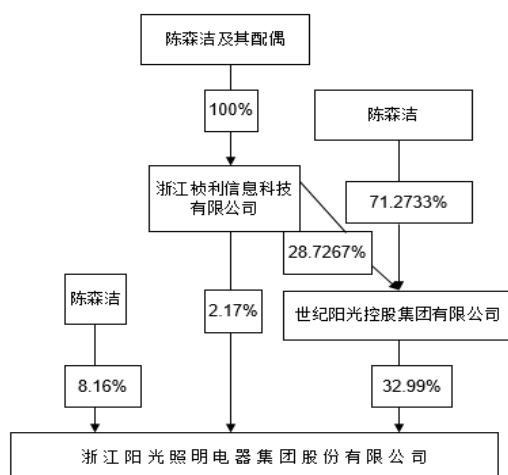 陈森洁及其配偶
100%
陈森洁
浙江桢利信息科技
有限公司
71.2733%
28.7267%
陈森洁
2.17%
世纪阳光控股集团有限公司
8.16%
32.99%
浙江阳光照明电器集团股份有限公司